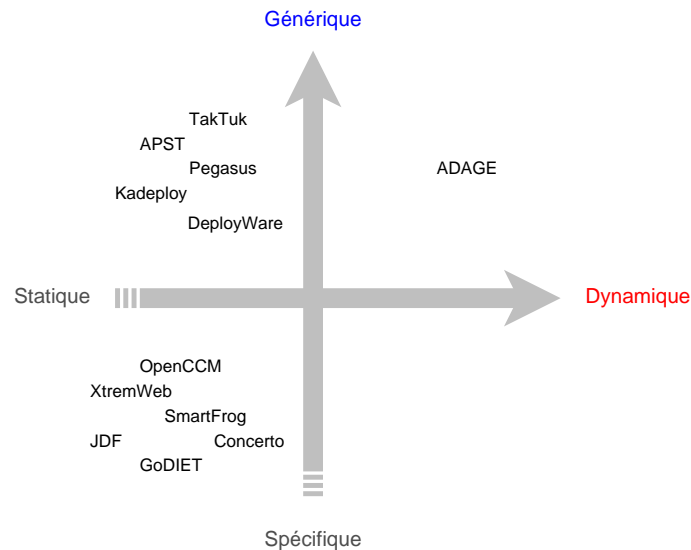 Générique
TakTuk
APST
Pegasus
ADAGE
Kadeploy
DeployWare
Statique
Dynamique
OpenCCM
XtremWeb
SmartFrog
JDF
Concerto
GoDIET
Spécifique